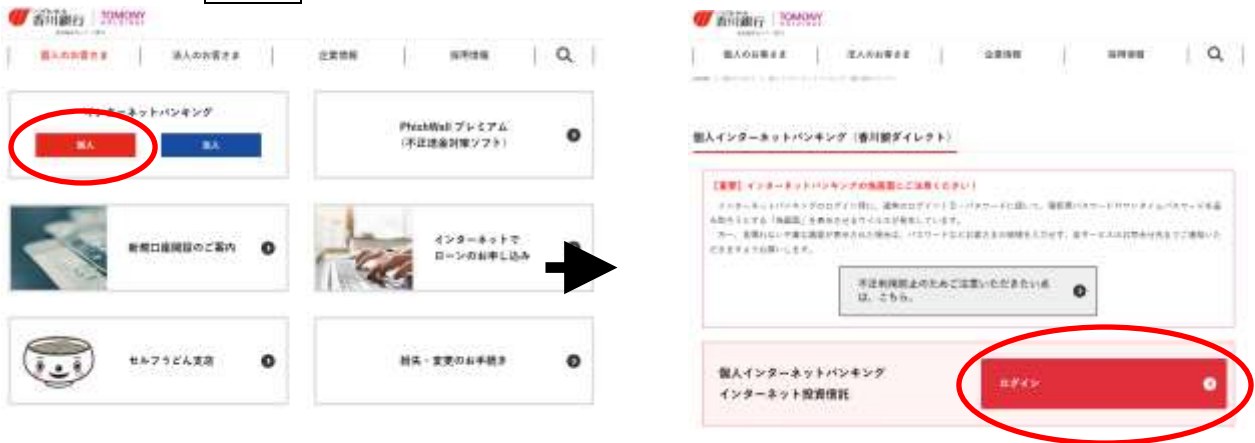 香川銀行 TOMONY
HOLDINGS
個人のお客さま 法人のお客さま 企業情報 採用情報
インターネットバンキング
個人 法人
PhishWall プレミアム
(不正送金対策ソフト)
新規口座開設のご案内
インターネットで
ローンのお申し込み
セルフうどん支店
紛失・変更のお手続き
香川銀行 TOMONY
HOLDINGS
個人のお客さま 法人のお客さま 企業情報 採用情報
個人インターネットバンキング(香川銀ダイレクト)
【重要】インターネットバンキングの偽画面にご注意ください!
不正利用防止のためご注意いただきたい点
は、こちら。
個人インターネットバンキング
インターネット投資信託
ログイン